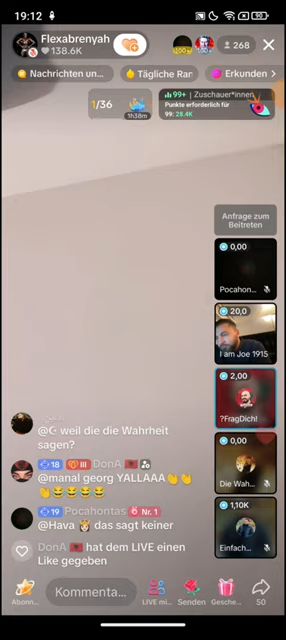 19:12
90
Flexabrenyah
138.6K
268
Nachrichten un...
Tägliche Ran
Erkunden
1/36
1h38m
99+ | Zuschauer*innen
Punkte erforderlich für
99: 28.4K
Anfrage zum
Beitreten
0,00
Pocahon...
20,0
I am Joe 1915
2,00
?FragDich!
0,00
Die Wah...
1,10K
Einfach...
weil die die Wahrheit
sagen?
18 III DonA
@manal georg YALLAAA👏👏
👏😂😂😂😂
19 Pocahontas Nr. 1
@Hava 👸🏻 das sagt keiner
DonA 🇦🇱 hat dem LIVE einen
Like gegeben
Abonn...
Kommenta...
LIVE mi...
Senden
Gesche...
50